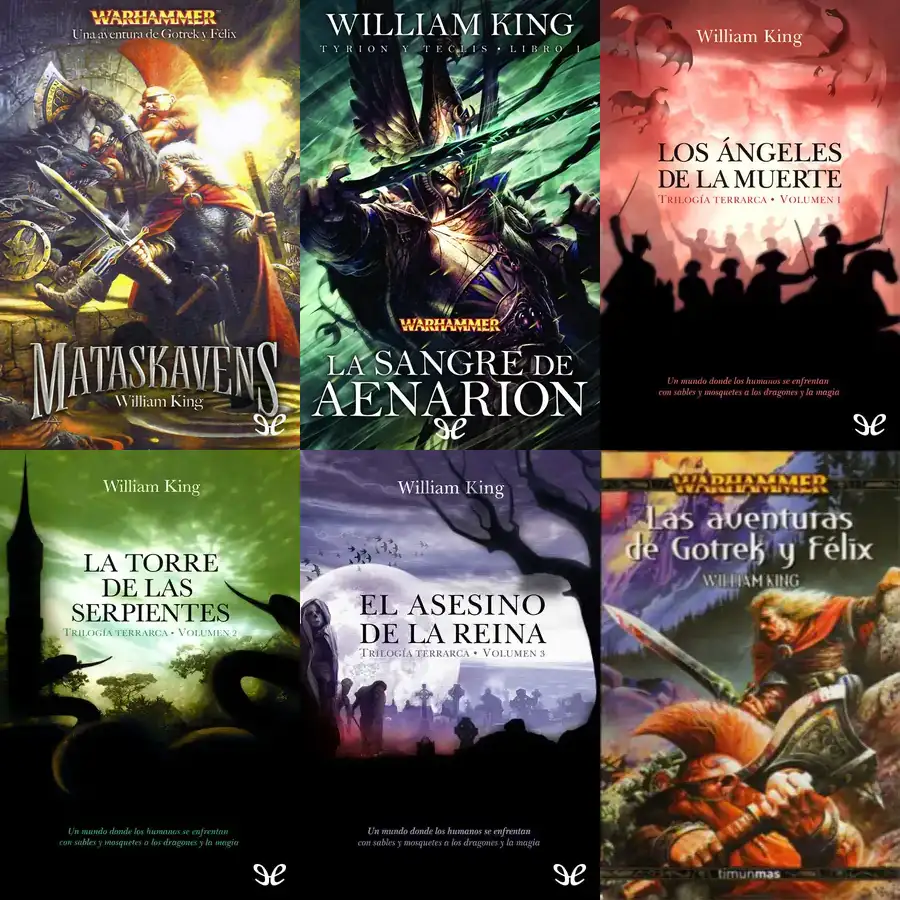 WARHAMMER
Una aventura de Gotrek y Félix
MATASKAVENS
William King
WILLIAM KING
TYRION Y TECLIS • LIBRO I
WARHAMMER
LA SANGRE DE
AENARION
William King
LOS ÁNGELES
DE LA MUERTE
TRILOGÍA TERRARCA • VOLUMEN 1
Un mundo donde los humanos se enfrentan
con sables y mosquetes a los dragones y la magia
William King
LA TORRE
DE LAS
SERPIENTES
TRILOGÍA TERRARCA • VOLUMEN 2
Un mundo donde los humanos se enfrentan
con sables y mosquetes a los dragones y la magia
William King
EL ASESINO
DE LA REINA
TRILOGÍA TERRARCA • VOLUMEN 3
Un mundo donde los humanos se enfrentan
con sables y mosquetes a los dragones y la magia
WARHAMMER
Las aventuras
de Gotrek y Félix
WILLIAM KING
timunmas